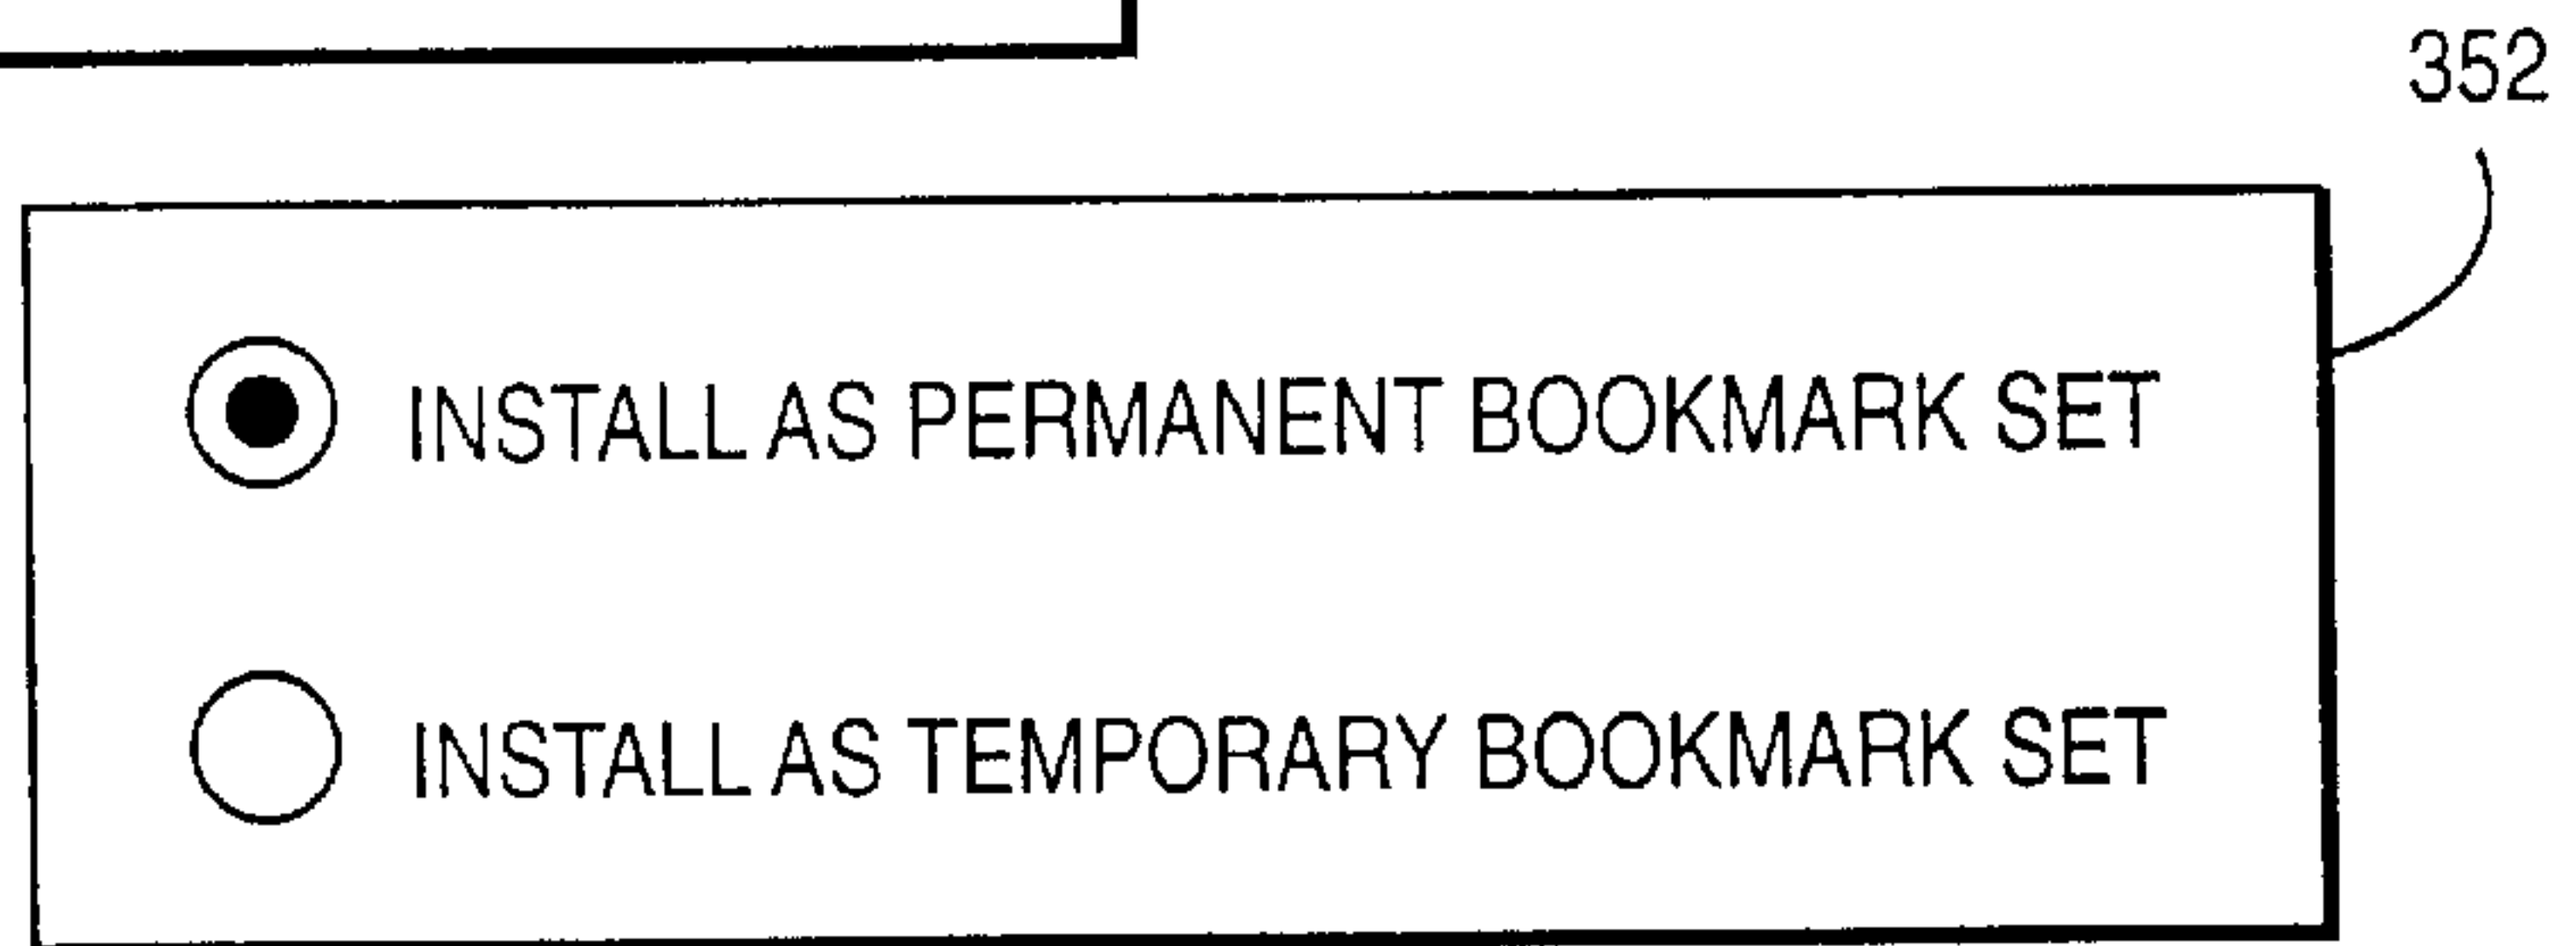 352
INSTALL AS PERMANENT BOOKMARK SET
INSTALL AS TEMPORARY BOOKMARK SET